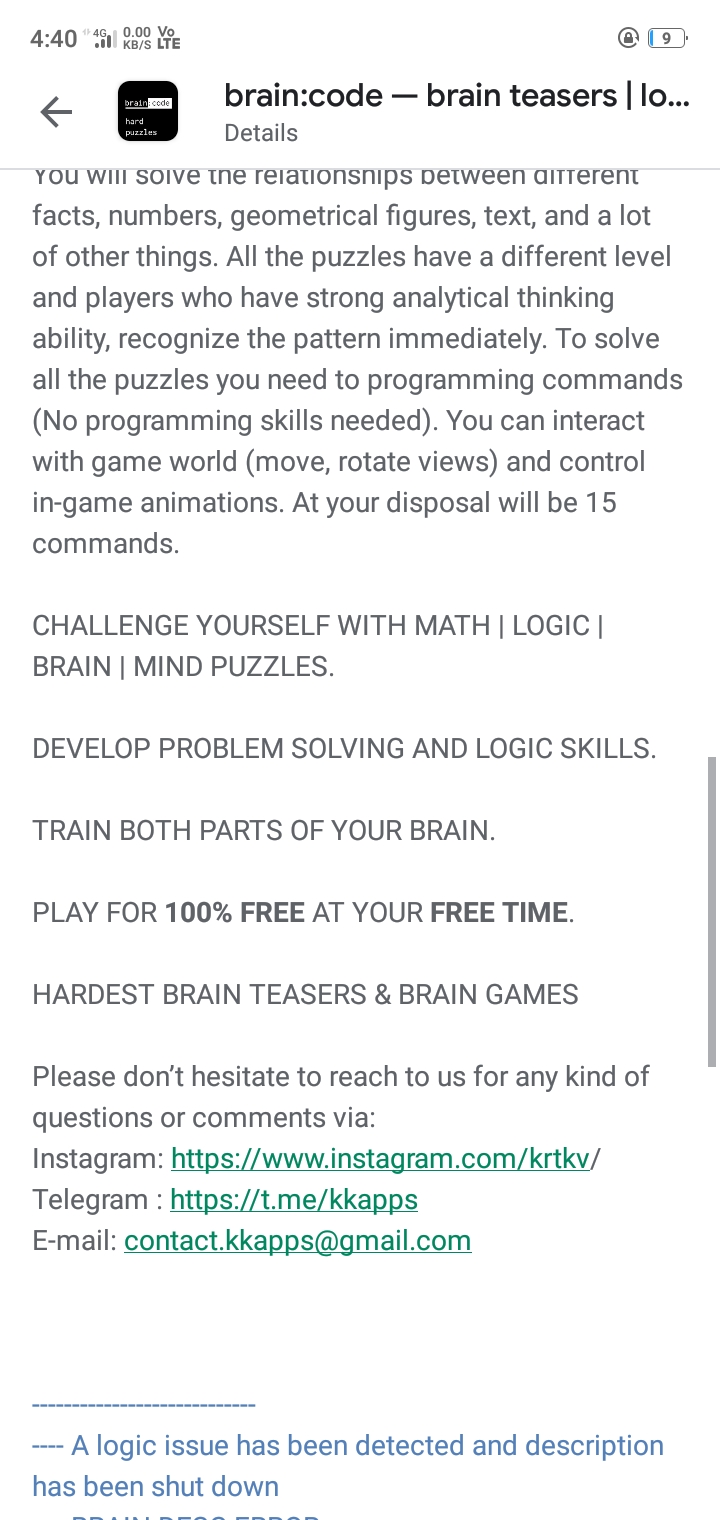 4:40 4G 0.00 KB/S Vo LTE 9
brain:code — brain teasers | lo...
brain:code
hard
puzzles
Details
You will solve the relationships between different
facts, numbers, geometrical figures, text, and a lot
of other things. All the puzzles have a different level
and players who have strong analytical thinking
ability, recognize the pattern immediately. To solve
all the puzzles you need to programming commands
(No programming skills needed). You can interact
with game world (move, rotate views) and control
in-game animations. At your disposal will be 15
commands.
CHALLENGE YOURSELF WITH MATH | LOGIC |
BRAIN | MIND PUZZLES.
DEVELOP PROBLEM SOLVING AND LOGIC SKILLS.
TRAIN BOTH PARTS OF YOUR BRAIN.
PLAY FOR 100% FREE AT YOUR FREE TIME.
HARDEST BRAIN TEASERS & BRAIN GAMES
Please don’t hesitate to reach to us for any kind of
questions or comments via:
Instagram: https://www.instagram.com/krtkv/
Telegram : https://t.me/kkapps
E-mail: contact.kkapps@gmail.com
----------------------------
---- A logic issue has been detected and description
has been shut down
BRAIN DESC ERROR